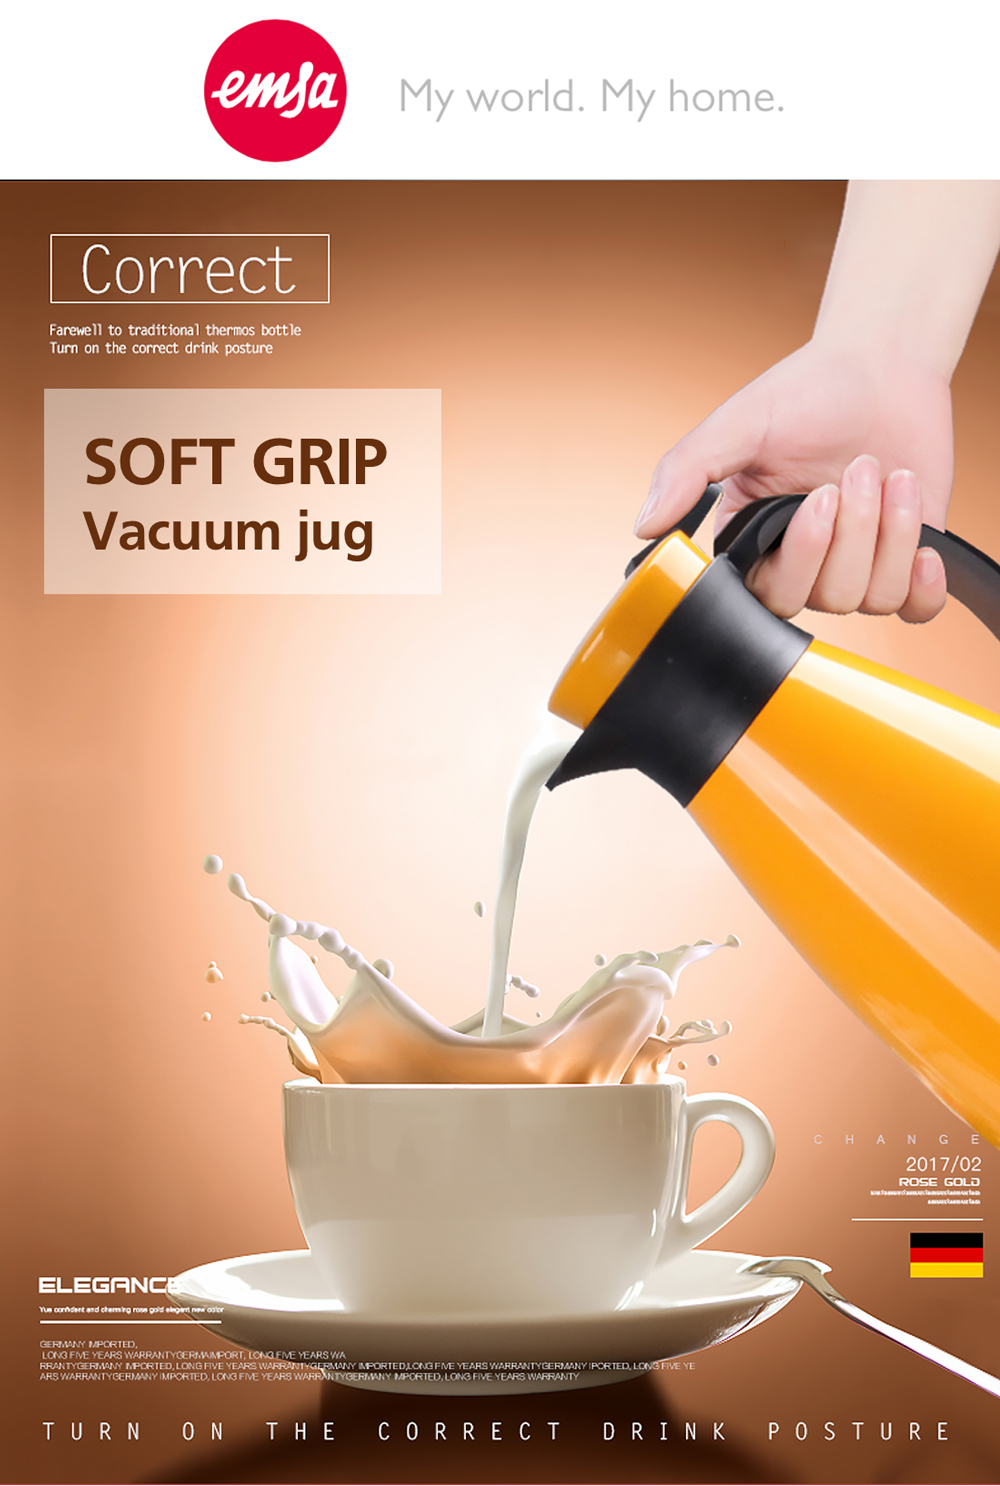 emsa
My world. My home.
Correct
Farewell to traditional thermos bottle
Turn on the correct drink posture
SOFT GRIP
Vacuum jug
CHANGE
2017/02
ROSE GOLD
ELEGANCE
Yue confident and charming rose gold elegant new color
GERMANY IMPORTED,
LONG FIVE YEARS WARRANTYGERMAIMPORT, LONG FIVE YEARS WA
RRANTYGERMANY IMPORTED, LONG FIVE YEARS WARRANTYGERMANY IMPORTED,LONG FIVE YEARS WARRANTYGERMANY IPORTED, LONG FIVE YE
ARS WARRANTYGERMANY IMPORTED, LONG FIVE YEARS WARRANTYGERMANY IMPORTED, LONG FIVE YEARS WARRANTY
TURN ON THE CORRECT DRINK POSTURE